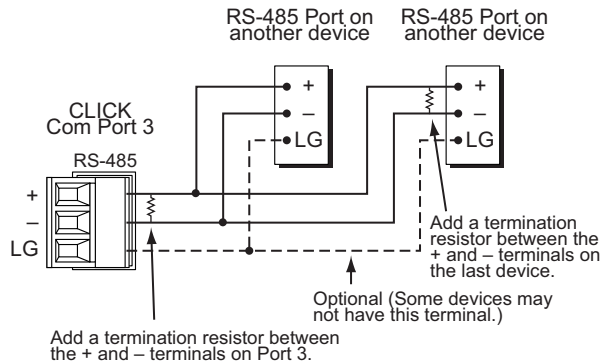 RS-485 Port on
another device
RS-485 Port on
another device
+
–
LG
+
–
LG
CLICK
Com Port 3
RS-485
+
–
LG
Add a termination
resistor between the
+ and – terminals on
the last device.
Optional (Some devices may
not have this terminal.)
Add a termination resistor between
the + and – terminals on Port 3.